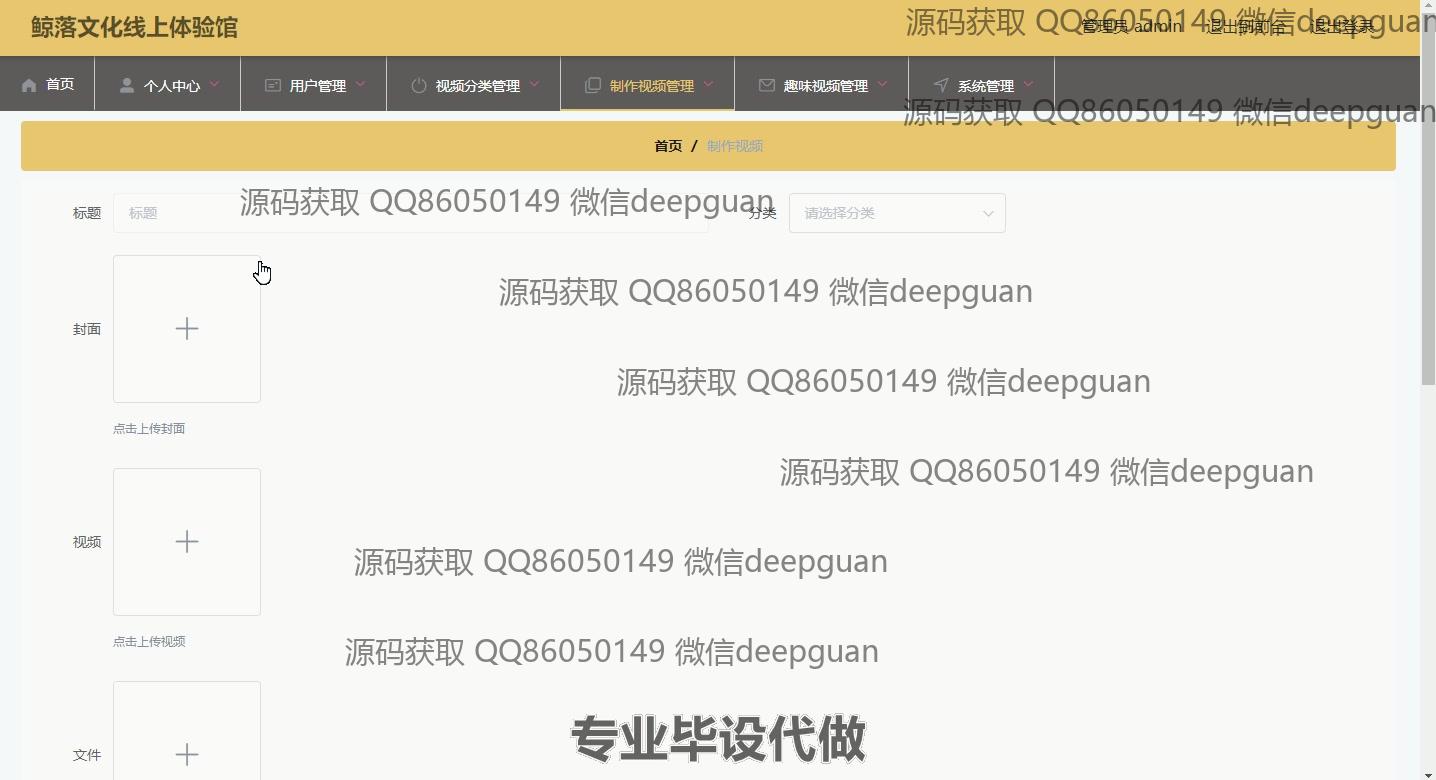 鲸落文化线上体验馆
源码获取 QQ86050149 微信deepguan
管理员 admin 退出到前台 退出登录
首页 个人中心 用户管理 视频分类管理 制作视频管理 趣味视频管理 系统管理
源码获取 QQ86050149 微信deepguan
首页 / 制作视频
源码获取 QQ86050149 微信deepguan
标题 标题 分类 请选择分类
源码获取 QQ86050149 微信deepguan
封面
源码获取 QQ86050149 微信deepguan
点击上传封面
源码获取 QQ86050149 微信deepguan
视频
源码获取 QQ86050149 微信deepguan
点击上传视频
源码获取 QQ86050149 微信deepguan
专业毕设代做
文件